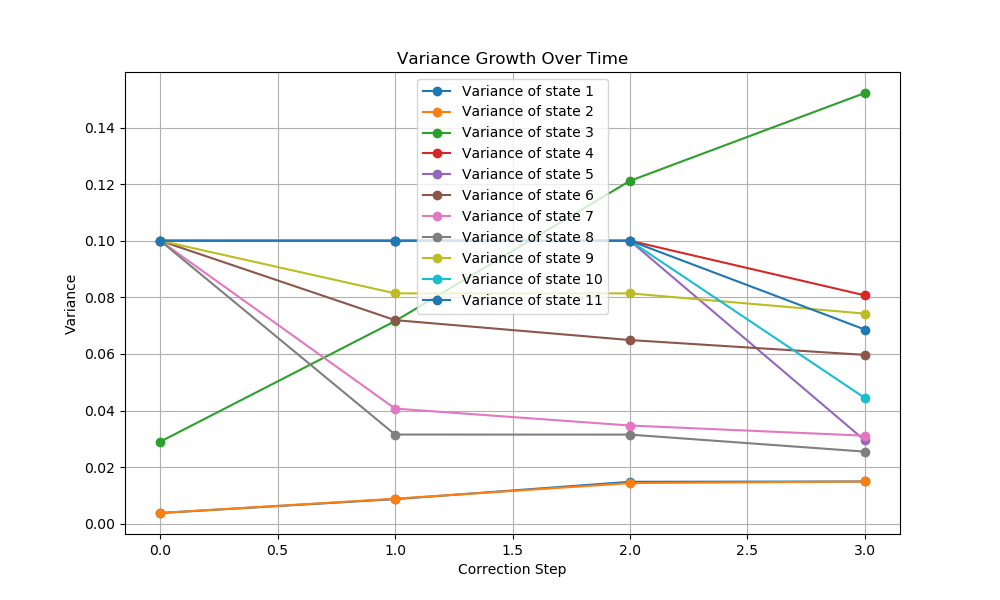 Variance Growth Over Time
Variance of state 1
Variance of state 2
Variance of state 3
Variance of state 4
Variance of state 5
Variance of state 6
Variance of state 7
Variance of state 8
Variance of state 9
Variance of state 10
Variance of state 11
Variance
0.14
0.12
0.10
0.08
0.06
0.04
0.02
0.00
0.0 0.5 1.0 1.5 2.0 2.5 3.0
Correction Step